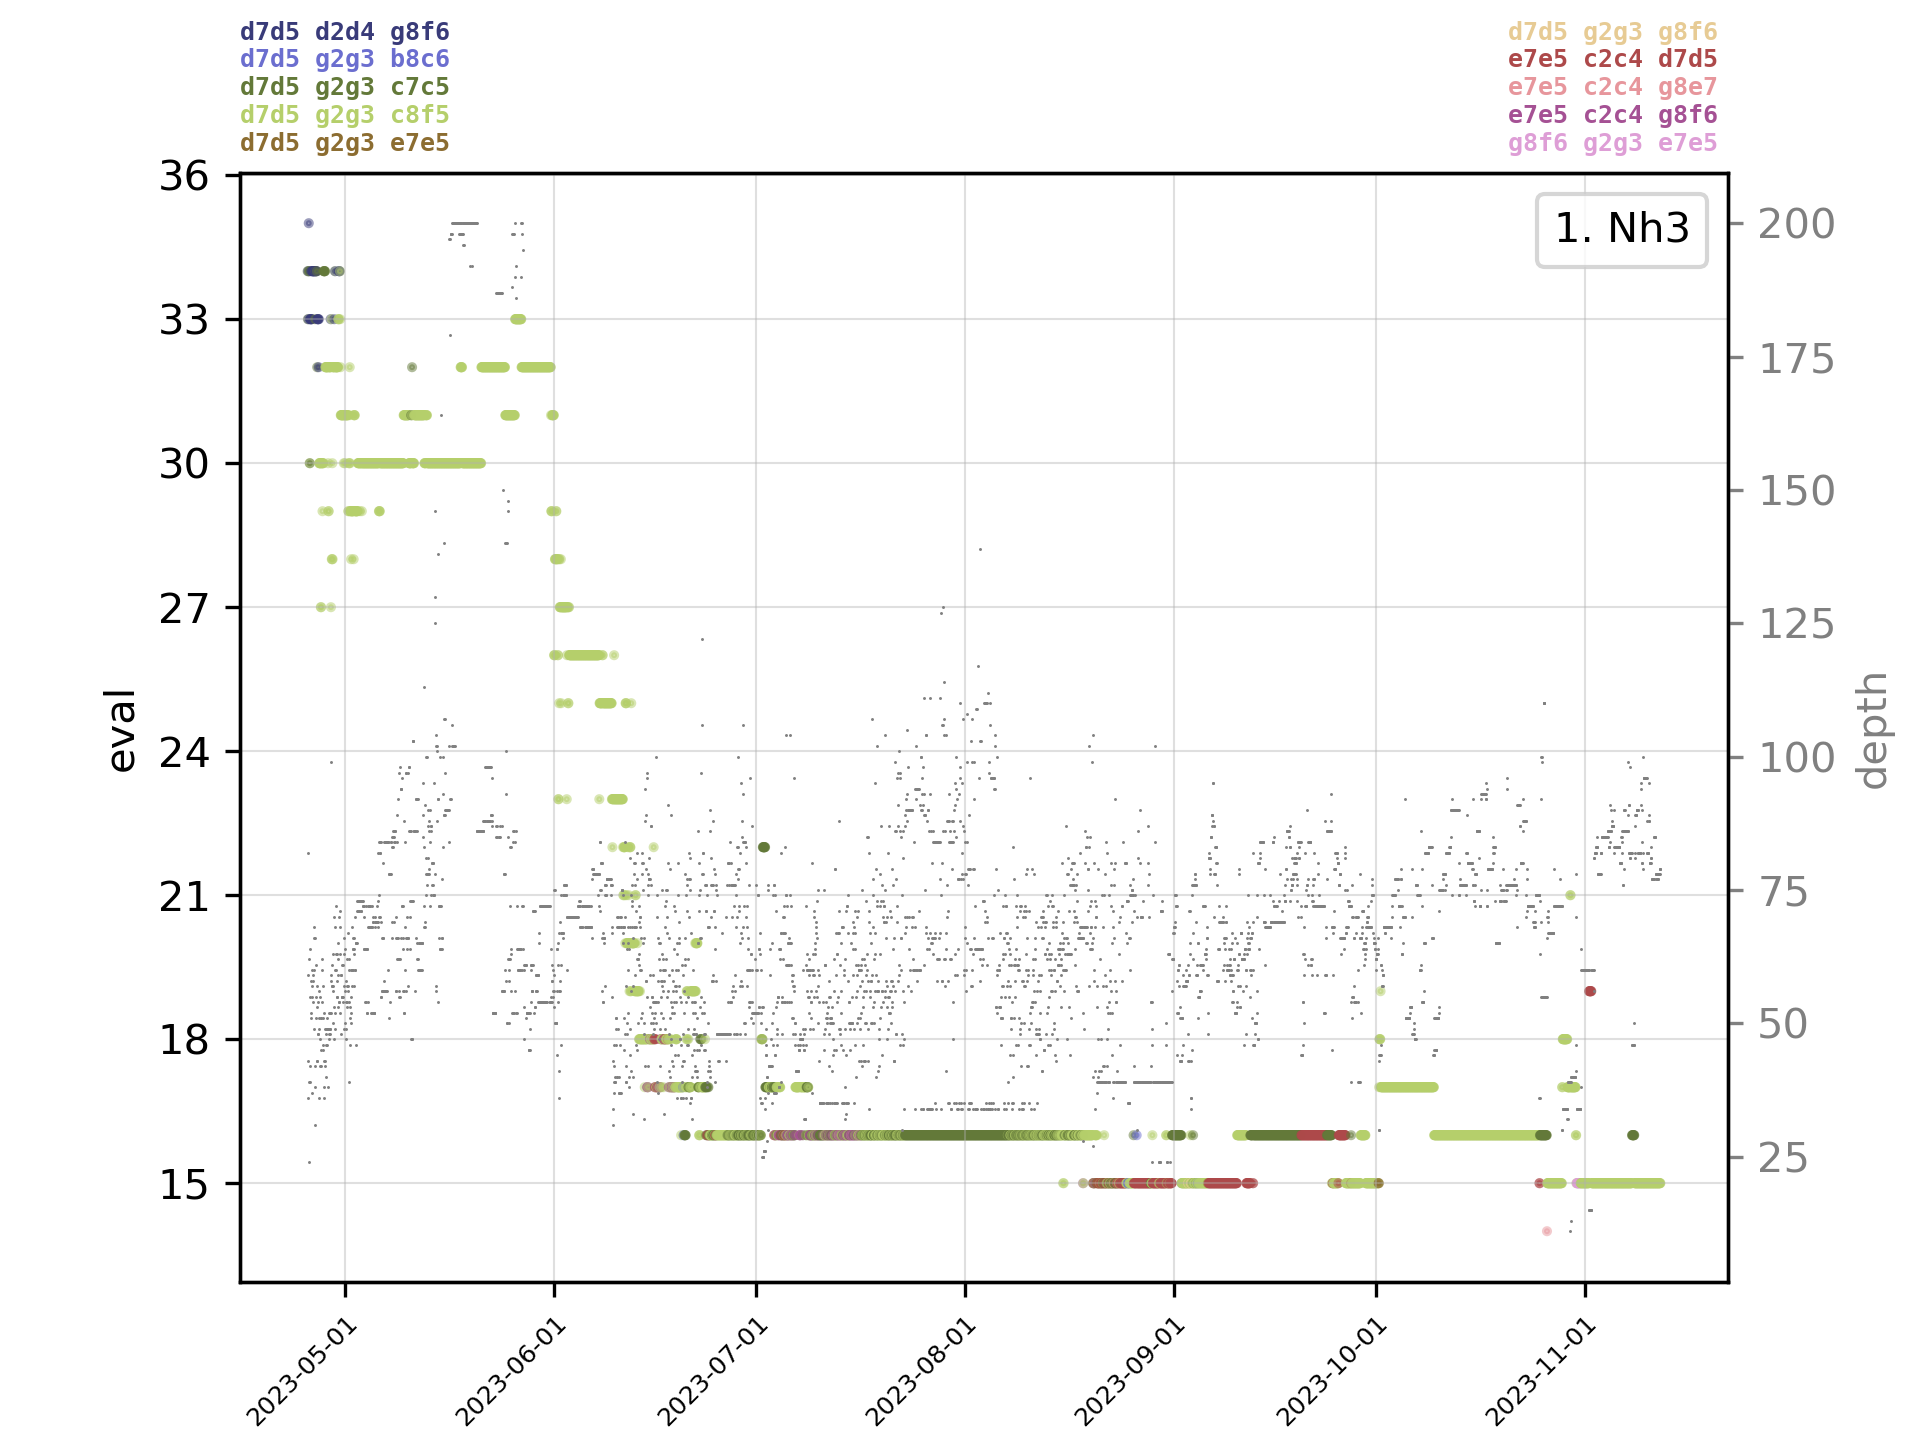 d7d5 d2d4 g8f6
d7d5 g2g3 b8c6
d7d5 g2g3 c7c5
d7d5 g2g3 c8f5
d7d5 g2g3 e7e5
d7d5 g2g3 g8f6
e7e5 c2c4 d7d5
e7e5 c2c4 g8e7
e7e5 c2c4 g8f6
g8f6 g2g3 e7e5
1. Nh3
eval
36
33
30
27
24
21
18
15
200
175
150
125
100
75
50
25
depth
2023-05-01
2023-06-01
2023-07-01
2023-08-01
2023-09-01
2023-10-01
2023-11-01